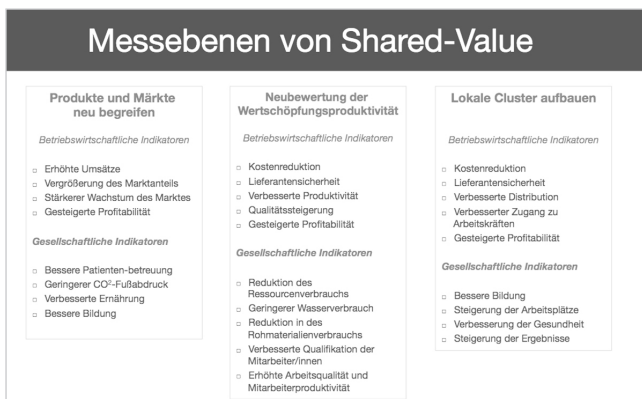 Messebenen von Shared-Value
Produkte und Märkte
neu begreifen
Betriebswirtschaftliche Indikatoren
□ Erhöhte Umsätze
□ Vergrößerung des Marktanteils
□ Stärkerer Wachstum des Marktes
□ Gesteigerte Profitabilität
Gesellschaftliche Indikatoren
□ Bessere Patienten-betreuung
□ Geringerer CO²-Fußabdruck
□ Verbesserte Ernährung
□ Bessere Bildung
Neubewertung der
Wertschöpfungsproduktivität
Betriebswirtschaftliche Indikatoren
□ Kostenreduktion
□ Lieferantensicherheit
□ Verbesserte Produktivität
□ Qualitätssteigerung
□ Gesteigerte Profitabilität
Gesellschaftliche Indikatoren
□ Reduktion des
Ressourcenverbrauchs
□ Geringerer Wasserverbrauch
□ Reduktion in des
Rohmaterialienverbrauchs
□ Verbesserte Qualifikation der
Mitarbeiter/innen
□ Erhöhte Arbeitsqualität und
Mitarbeiterproduktivität
Lokale Cluster aufbauen
Betriebswirtschaftliche Indikatoren
□ Kostenreduktion
□ Lieferantensicherheit
□ Verbesserte Distribution
□ Verbesserter Zugang zu
Arbeitskräften
□ Gesteigerte Profitabilität
Gesellschaftliche Indikatoren
□ Bessere Bildung
□ Steigerung der Arbeitsplätze
□ Verbesserung der Gesundheit
□ Steigerung der Ergebnisse